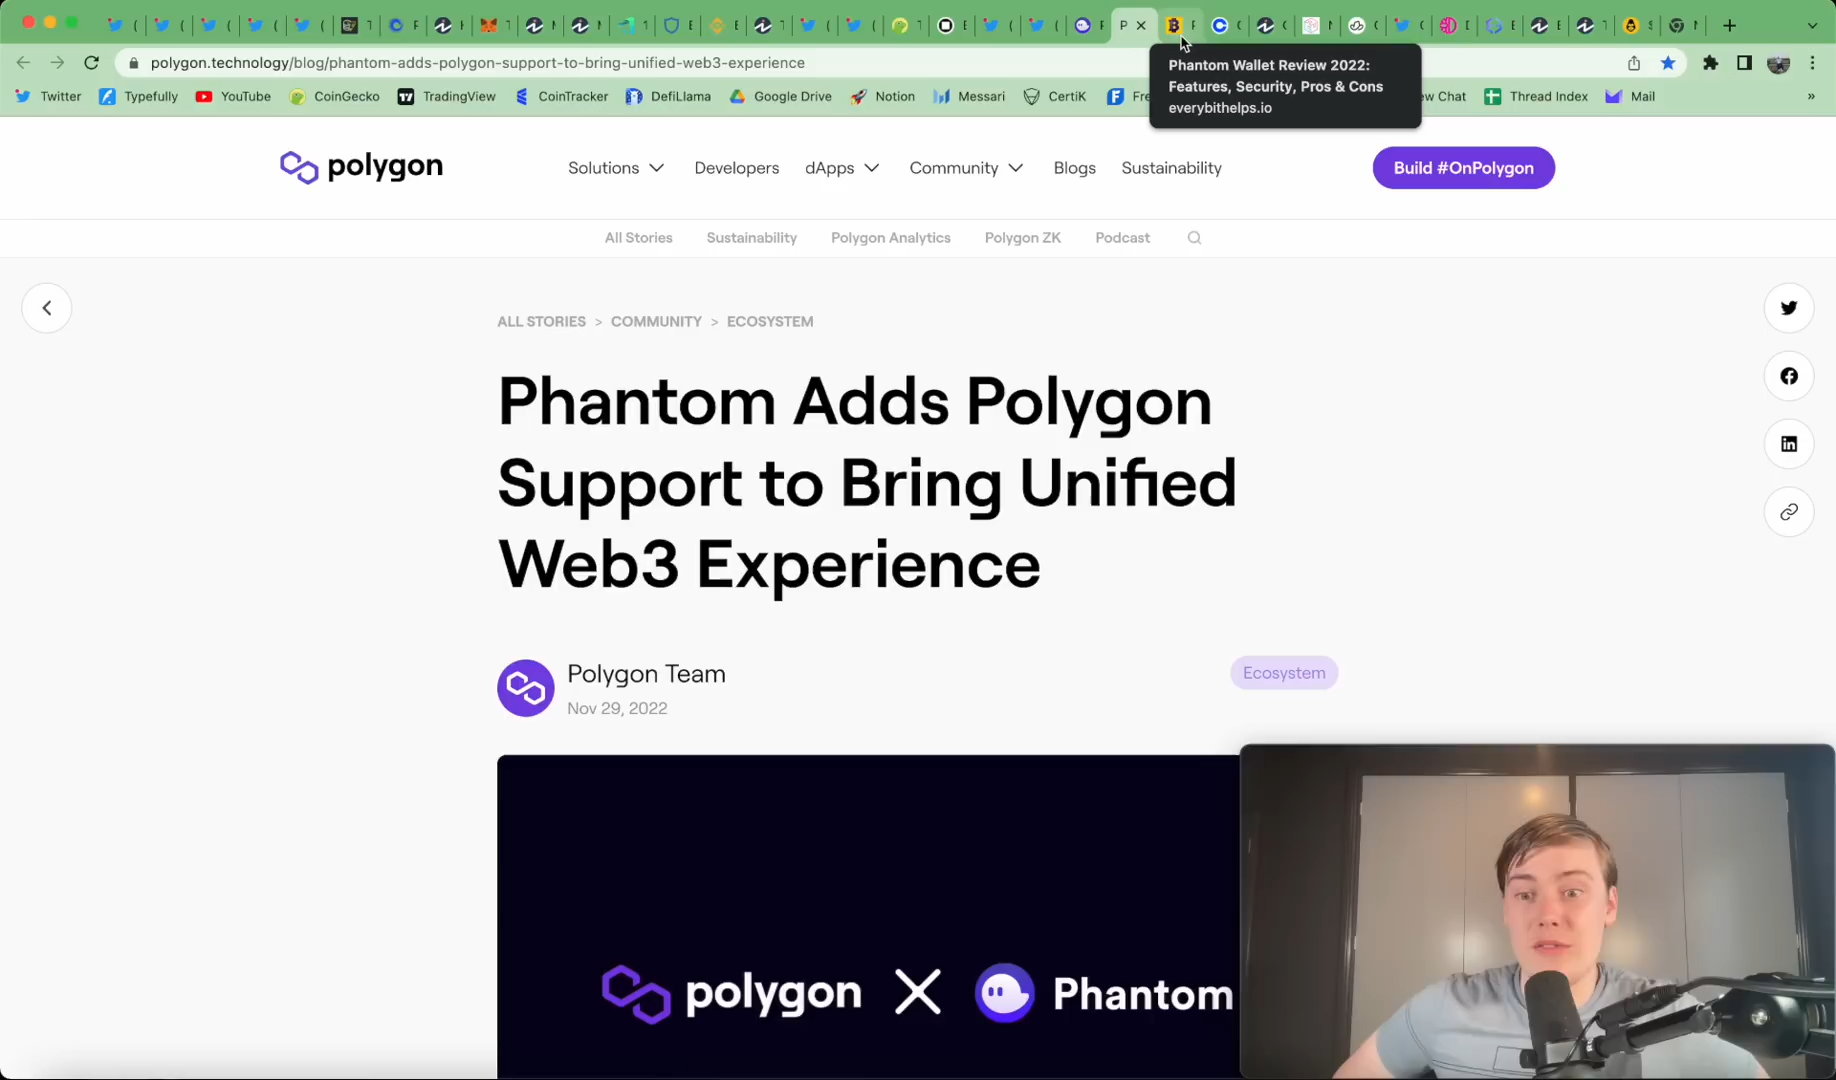 polygon.technology/blog/phantom-adds-polygon-support-to-bring-unified-web3-experience
Phantom Wallet Review 2022:
Features, Security, Pros & Cons
everybithelps.io
Twitter Typefully YouTube CoinGecko TradingView CoinTracker DefiLlama Google Drive Notion Messari CertiK Fre ew Chat Thread Index Mail »
polygon Solutions Developers dApps Community Blogs Sustainability Build #OnPolygon
All Stories Sustainability Polygon Analytics Polygon ZK Podcast
ALL STORIES > COMMUNITY > ECOSYSTEM
Phantom Adds Polygon
Support to Bring Unified
Web3 Experience
Polygon Team
Ecosystem
Nov 29, 2022
polygon X Phantom